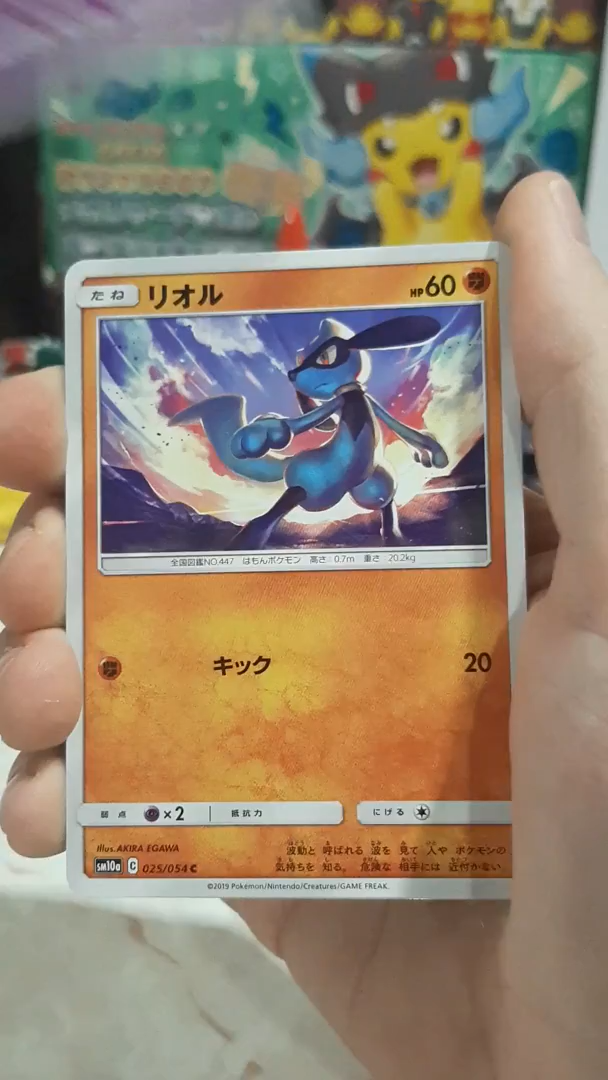 たね リオル HP 60
全国図鑑NO.447 はもんポケモン 高さ:0.7m 重さ:20.2kg
キック 20
弱点 ×2 抵抗力 にげる
Illus. AKIRA EGAWA
波動と 呼ばれる 波を 見て 人や ポケモンの
気持ちを 知る。 危険な 相手には 近付かない。
SM10a C 025/054 C
©2019 Pokémon/Nintendo/Creatures/GAME FREAK.